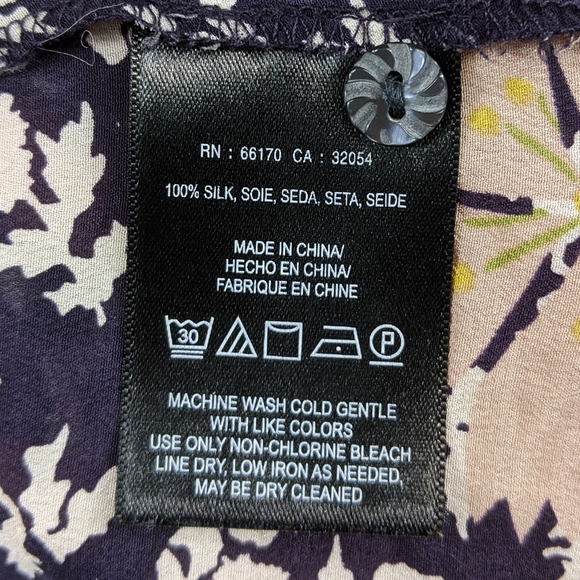 RN : 66170 CA : 32054
100% SILK, SOIE, SEDA, SETA, SEIDE
MADE IN CHINA/
HECHO EN CHINA/
FABRIQUE EN CHINE
30 P
MACHINE WASH COLD GENTLE
WITH LIKE COLORS
USE ONLY NON-CHLORINE BLEACH
LINE DRY, LOW IRON AS NEEDED,
MAY BE DRY CLEANED